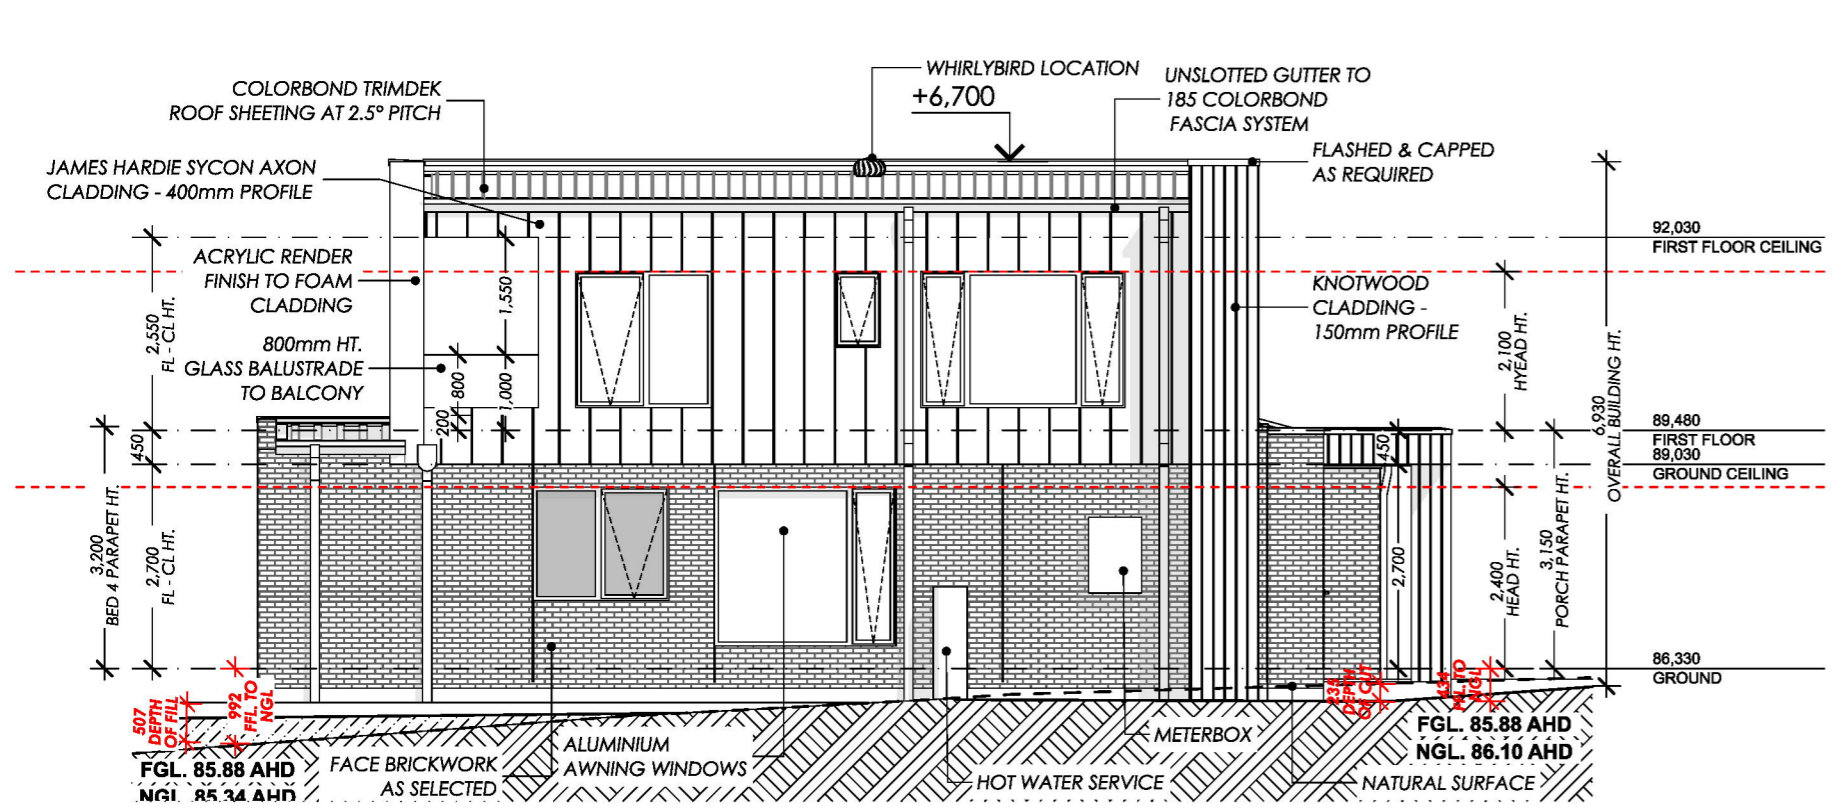 WHIRLYBIRD LOCATION
+6,700
UNSLOTTED GUTTER TO
185 COLORBOND
FASCIA SYSTEM
COLORBOND TRIMDEK
ROOF SHEETING AT 2.5° PITCH
FLASHED & CAPPED
AS REQUIRED
JAMES HARDIE SYCON AXON
CLADDING - 400mm PROFILE
ACRYLIC RENDER
FINISH TO FOAM
CLADDING
800mm HT.
GLASS BALUSTRADE
TO BALCONY
KNOTWOOD
CLADDING -
150mm PROFILE
92,030
FIRST FLOOR CEILING
89,480
FIRST FLOOR
89,030
GROUND CEILING
86,330
GROUND
2,550
FL - CL HT.
450
2,700
FL - CL HT.
3,200
BED 4 PARAPET HT.
1,550
800
1,000
200
450
2,700
2,100
HYEAD HT.
2,400
HEAD HT.
3,150
PORCH PARAPET HT.
6,930
OVERALL BUILDING HT.
507
DEPTH
OF FILL
992
FFL TO
NGL
235
DEPTH
OF CUT
434
NGL
FGL. 85.88 AHD
NGL. 85.34 AHD
FACE BRICKWORK
AS SELECTED
ALUMINIUM
AWNING WINDOWS
HOT WATER SERVICE
METERBOX
NATURAL SURFACE
FGL. 85.88 AHD
NGL. 86.10 AHD